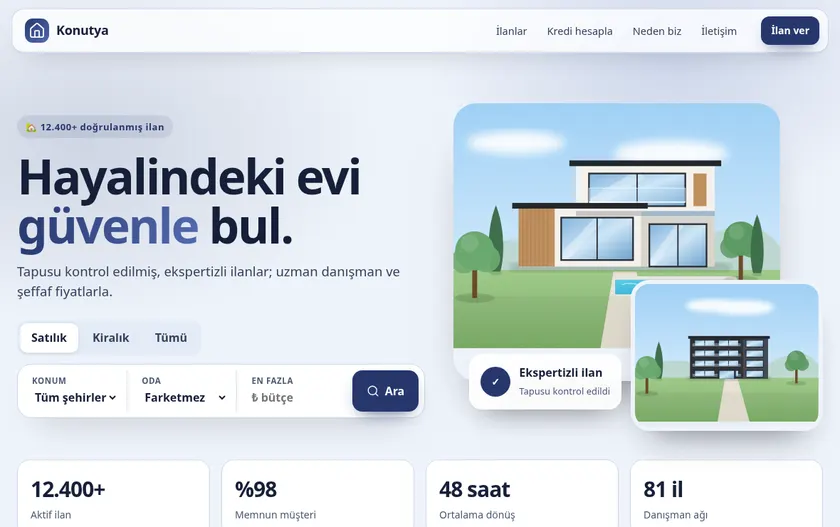 Konutya
İlanlar
Kredi hesapla
Neden biz
İletişim
İlan ver
12.400+ doğrulanmış ilan
Hayalindeki evi
güvenle bul.
Tapusu kontrol edilmiş, ekspertizli ilanlar; uzman danışman ve
şeffaf fiyatlarla.
Satılık
Kiralık
Tümü
KONUM
Tüm şehirler
ODA
Farketmez
EN FAZLA
₺ bütçe
Ara
Ekspertizli ilan
Tapusu kontrol edildi
12.400+
Aktif ilan
%98
Memnun müşteri
48 saat
Ortalama dönüş
81 il
Danışman ağı